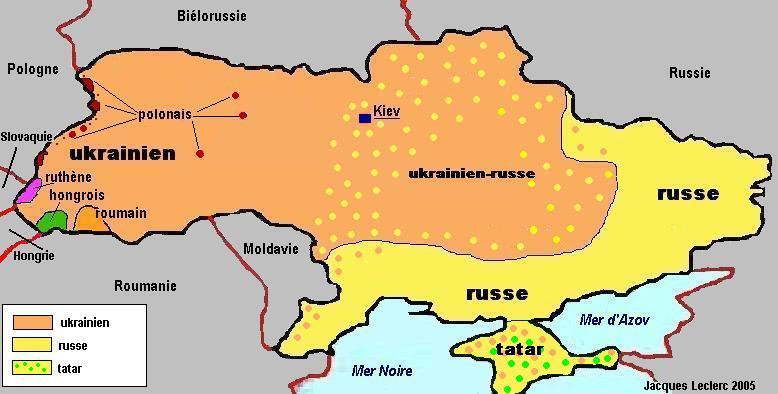 Biélorussie
Pologne
Russie
polonais
Kiev
Slovaquie
ukrainien
ukrainien-russe
ruthène
russe
hongrois
roumain
Moldavie
Hongrie
Roumanie
russe
Mer d'Azov
ukrainien
russe
tatar
tatar
Mer Noire
Jacques Leclerc 2005